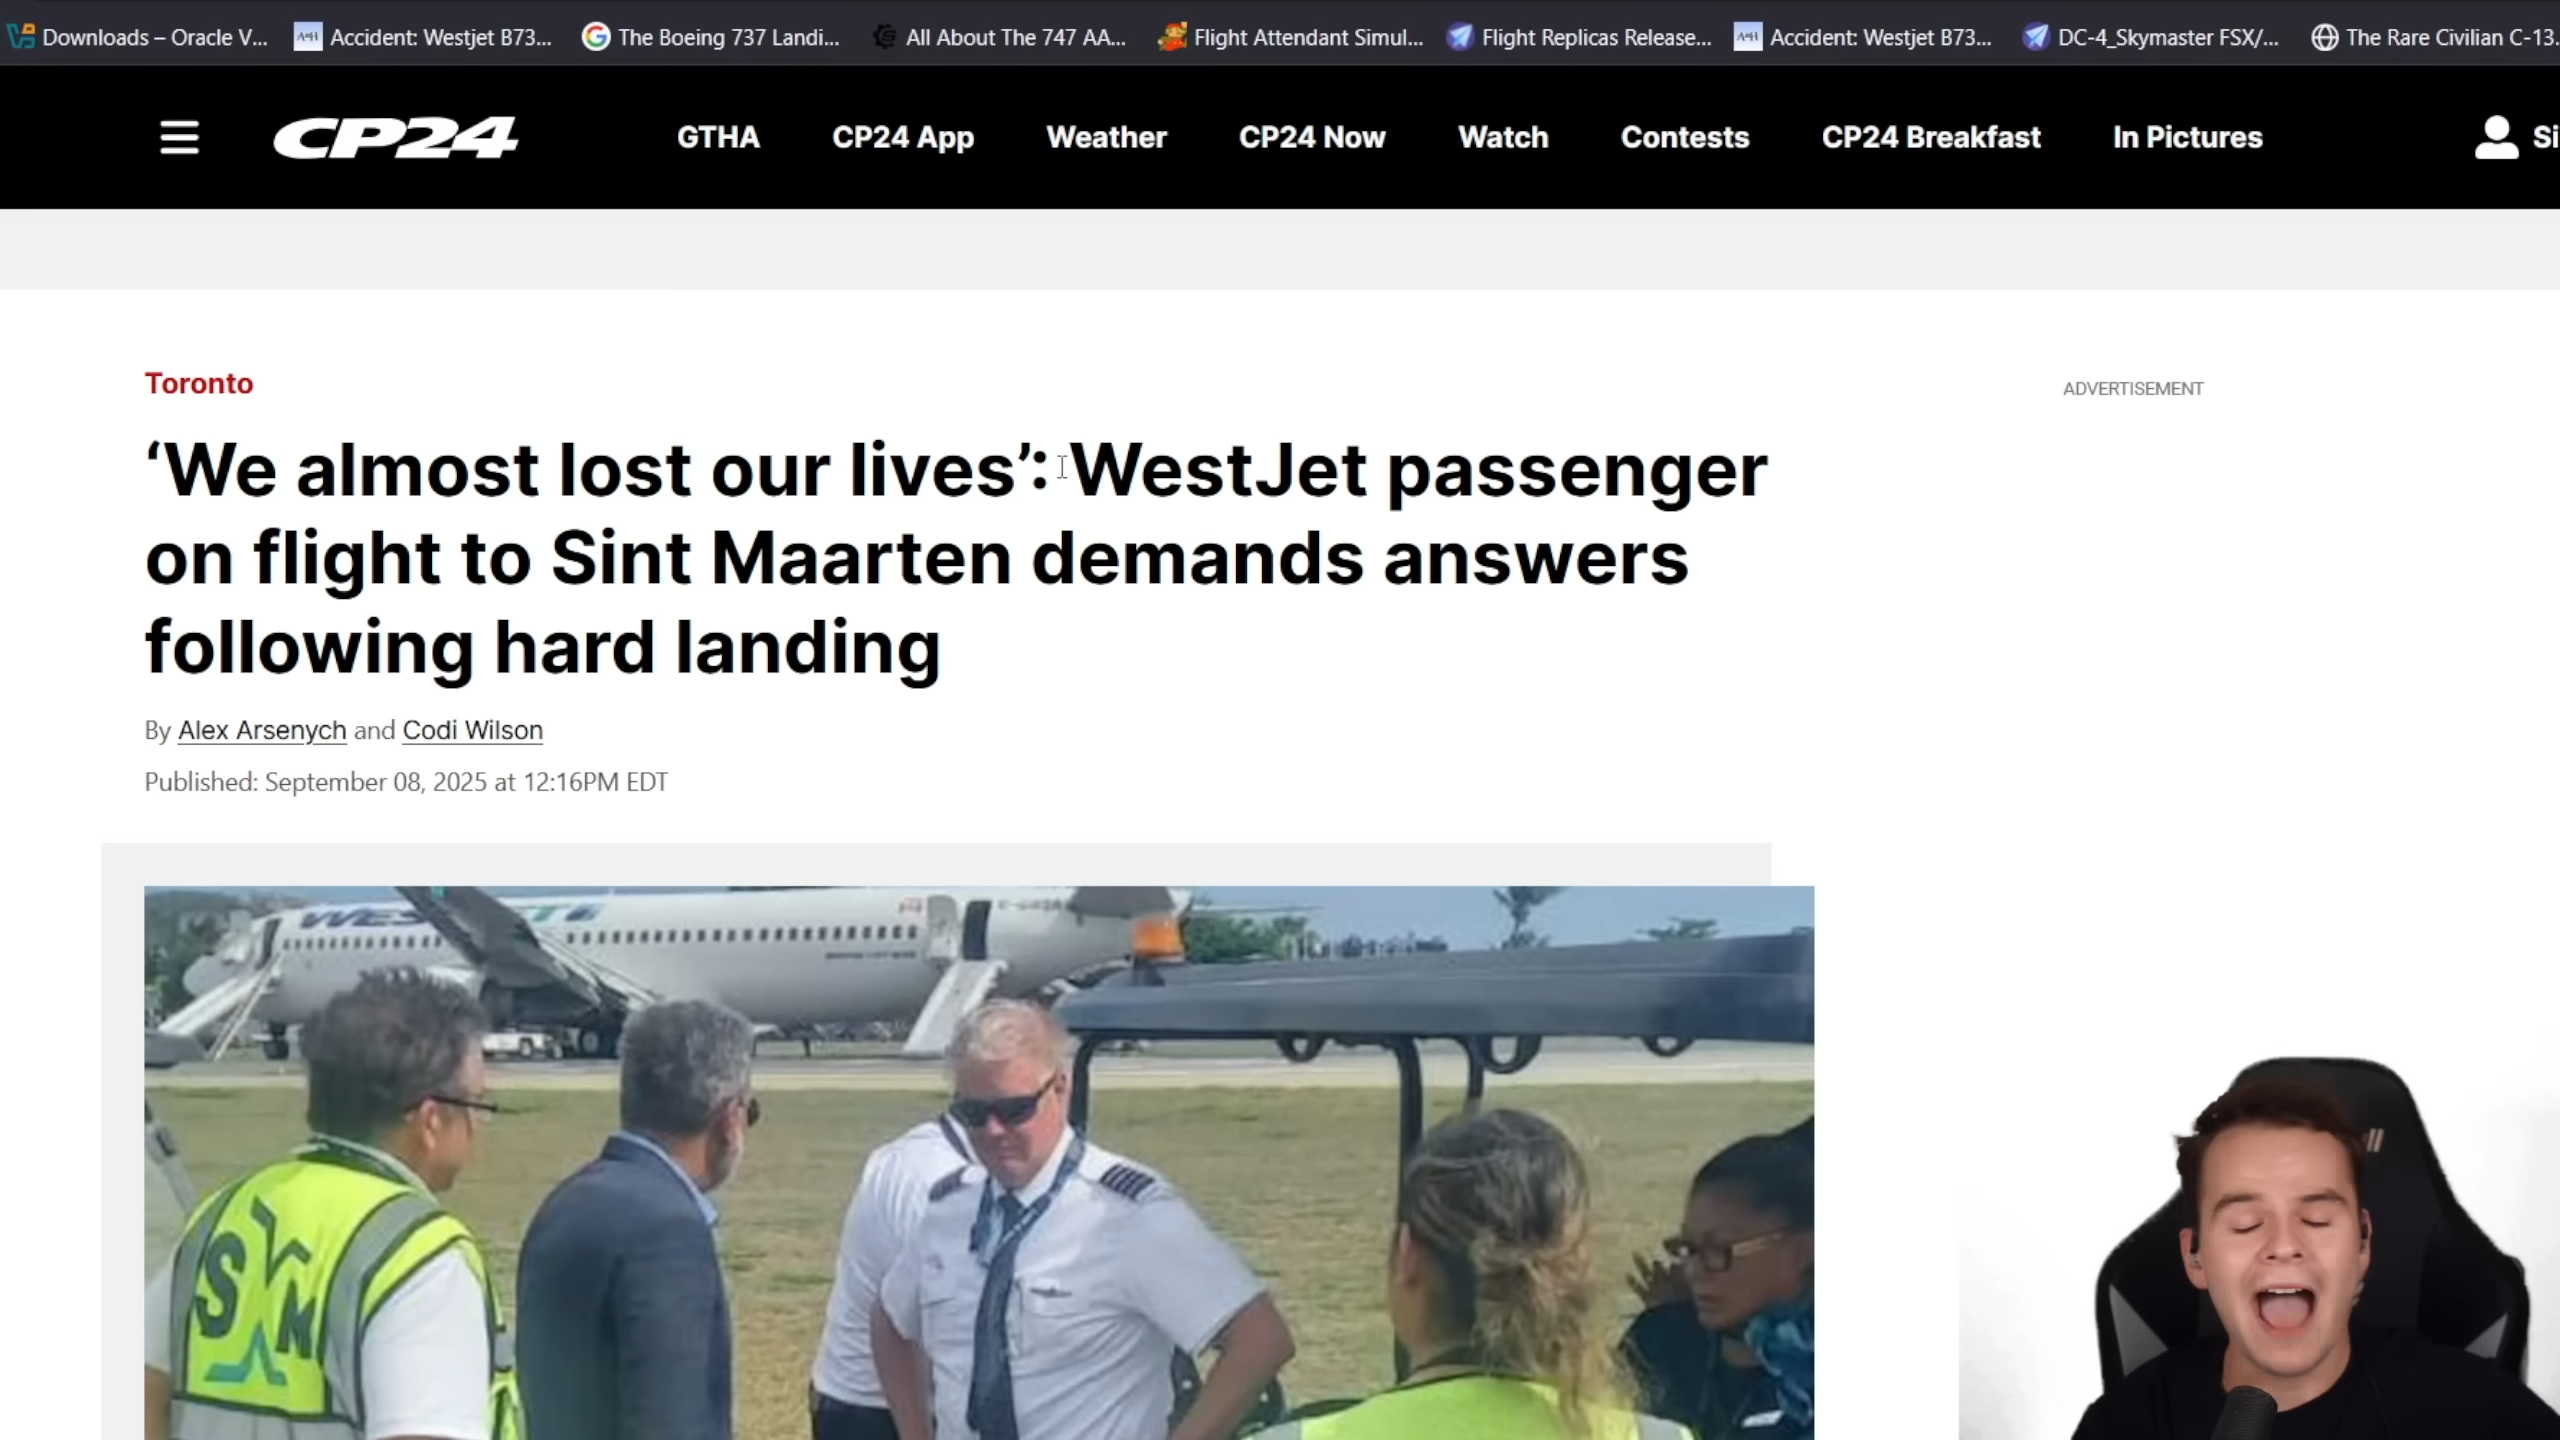 Downloads – Oracle V... Accident: Westjet B73... The Boeing 737 Landi... All About The 747 AA... Flight Attendant Simul... Flight Replicas Release... Accident: Westjet B73... DC-4_Skymaster FSX/... The Rare Civilian C-13.
CP24 GTHA CP24 App Weather CP24 Now Watch Contests CP24 Breakfast In Pictures Si
Toronto
ADVERTISEMENT
‘We almost lost our lives’: WestJet passenger
on flight to Sint Maarten demands answers
following hard landing
By Alex Arsenych and Codi Wilson
Published: September 08, 2025 at 12:16PM EDT
WES
SXM